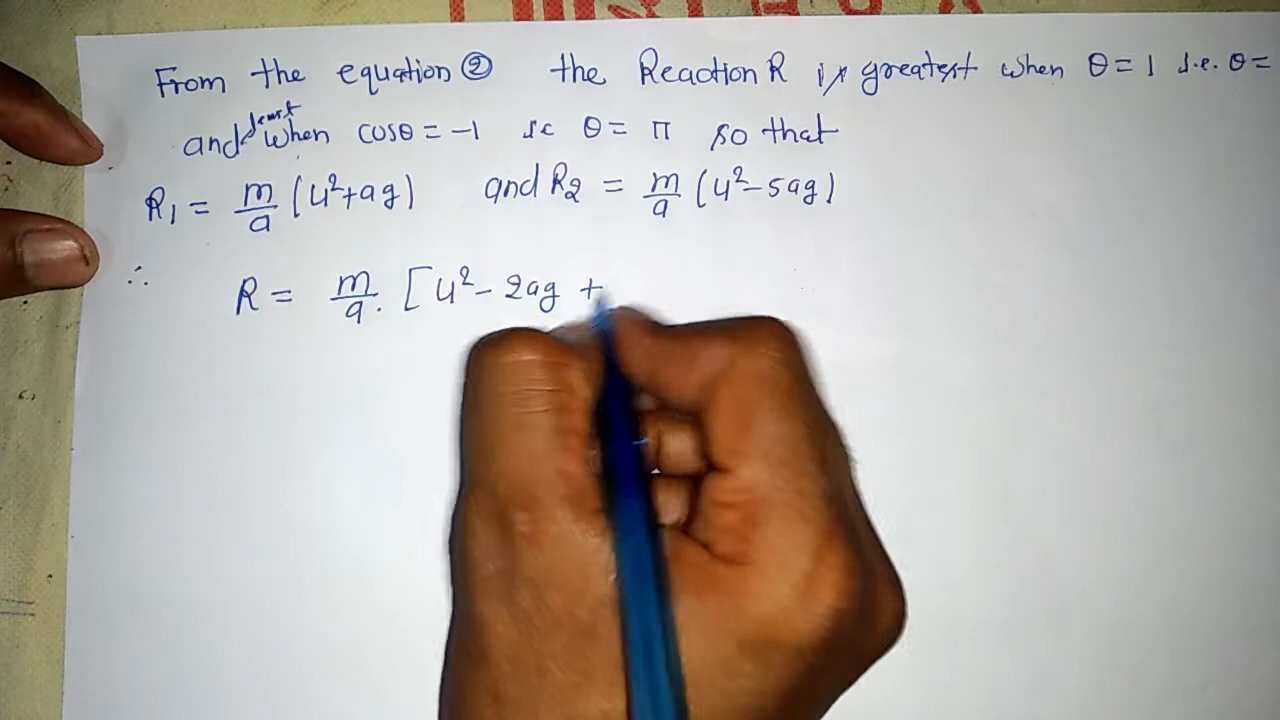 From the equation ② the Reaction R is greatest when θ = 1 i.e. θ =
and least when cosθ = -1 ie θ = π so that
R₁ = m/a (u²+ag) and R₂ = m/a (u²-5ag)
∴ R = m/a. [u² - 2ag +